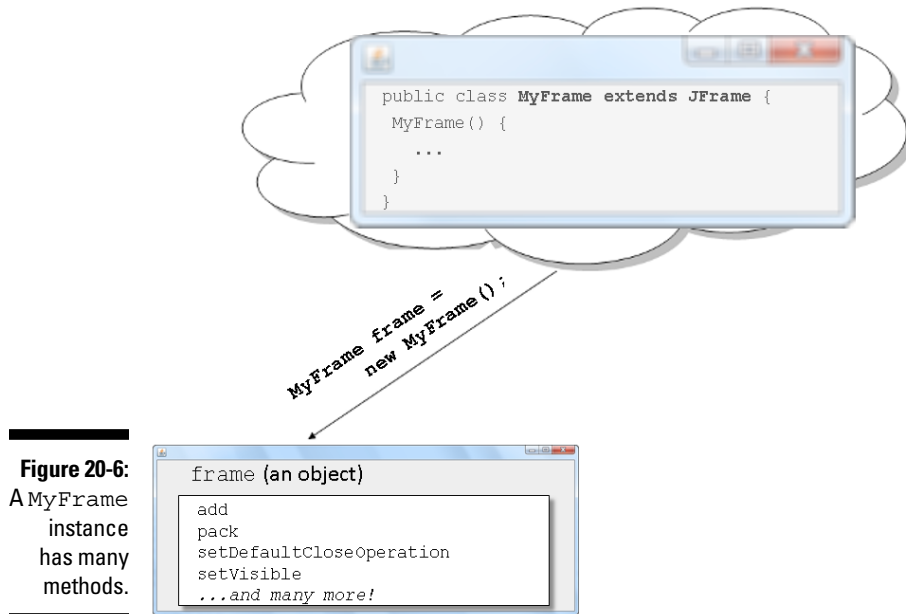 public class MyFrame extends JFrame {
MyFrame() {
...
}
}
MyFrame frame =
new MyFrame();
Figure 20-6:
A MyFrame
instance
has many
methods.
frame (an object)
add
pack
setDefaultCloseOperation
setVisible
...and many more!